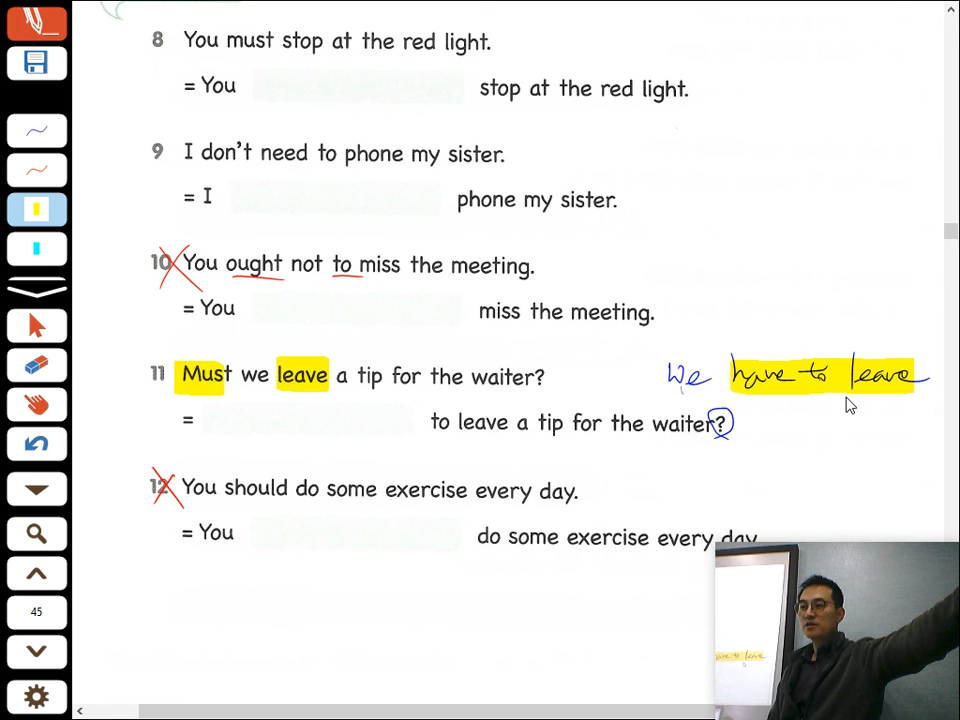 8 You must stop at the red light.
= You stop at the red light.
9 I don't need to phone my sister.
= I phone my sister.
10 You ought not to miss the meeting.
= You miss the meeting.
11 Must we leave a tip for the waiter? We have to leave
= to leave a tip for the waiter?
12 You should do some exercise every day.
= You do some exercise every day
45
have to leave